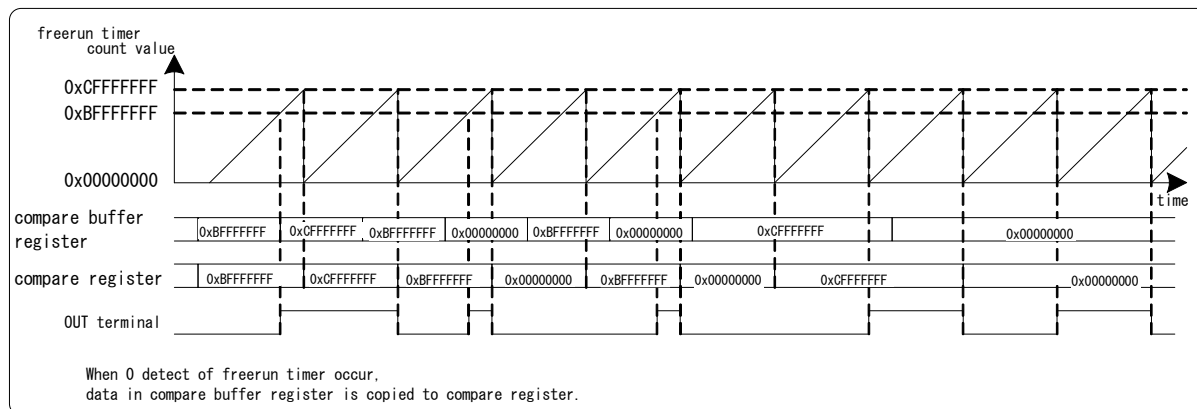 freerun timer
count value
0xCFFFFFFF
0xBFFFFFFF
0x00000000
time
compare buffer
register
0xBFFFFFFF 0xCFFFFFFF 0xBFFFFFFF 0x00000000 0xBFFFFFFF 0x00000000 0xCFFFFFFF 0x00000000
compare register 0xBFFFFFFF 0xCFFFFFFF 0xBFFFFFFF 0x00000000 0xBFFFFFFF 0x00000000 0xCFFFFFFF 0x00000000
OUT terminal
When 0 detect of freerun timer occur,
data in compare buffer register is copied to compare register.